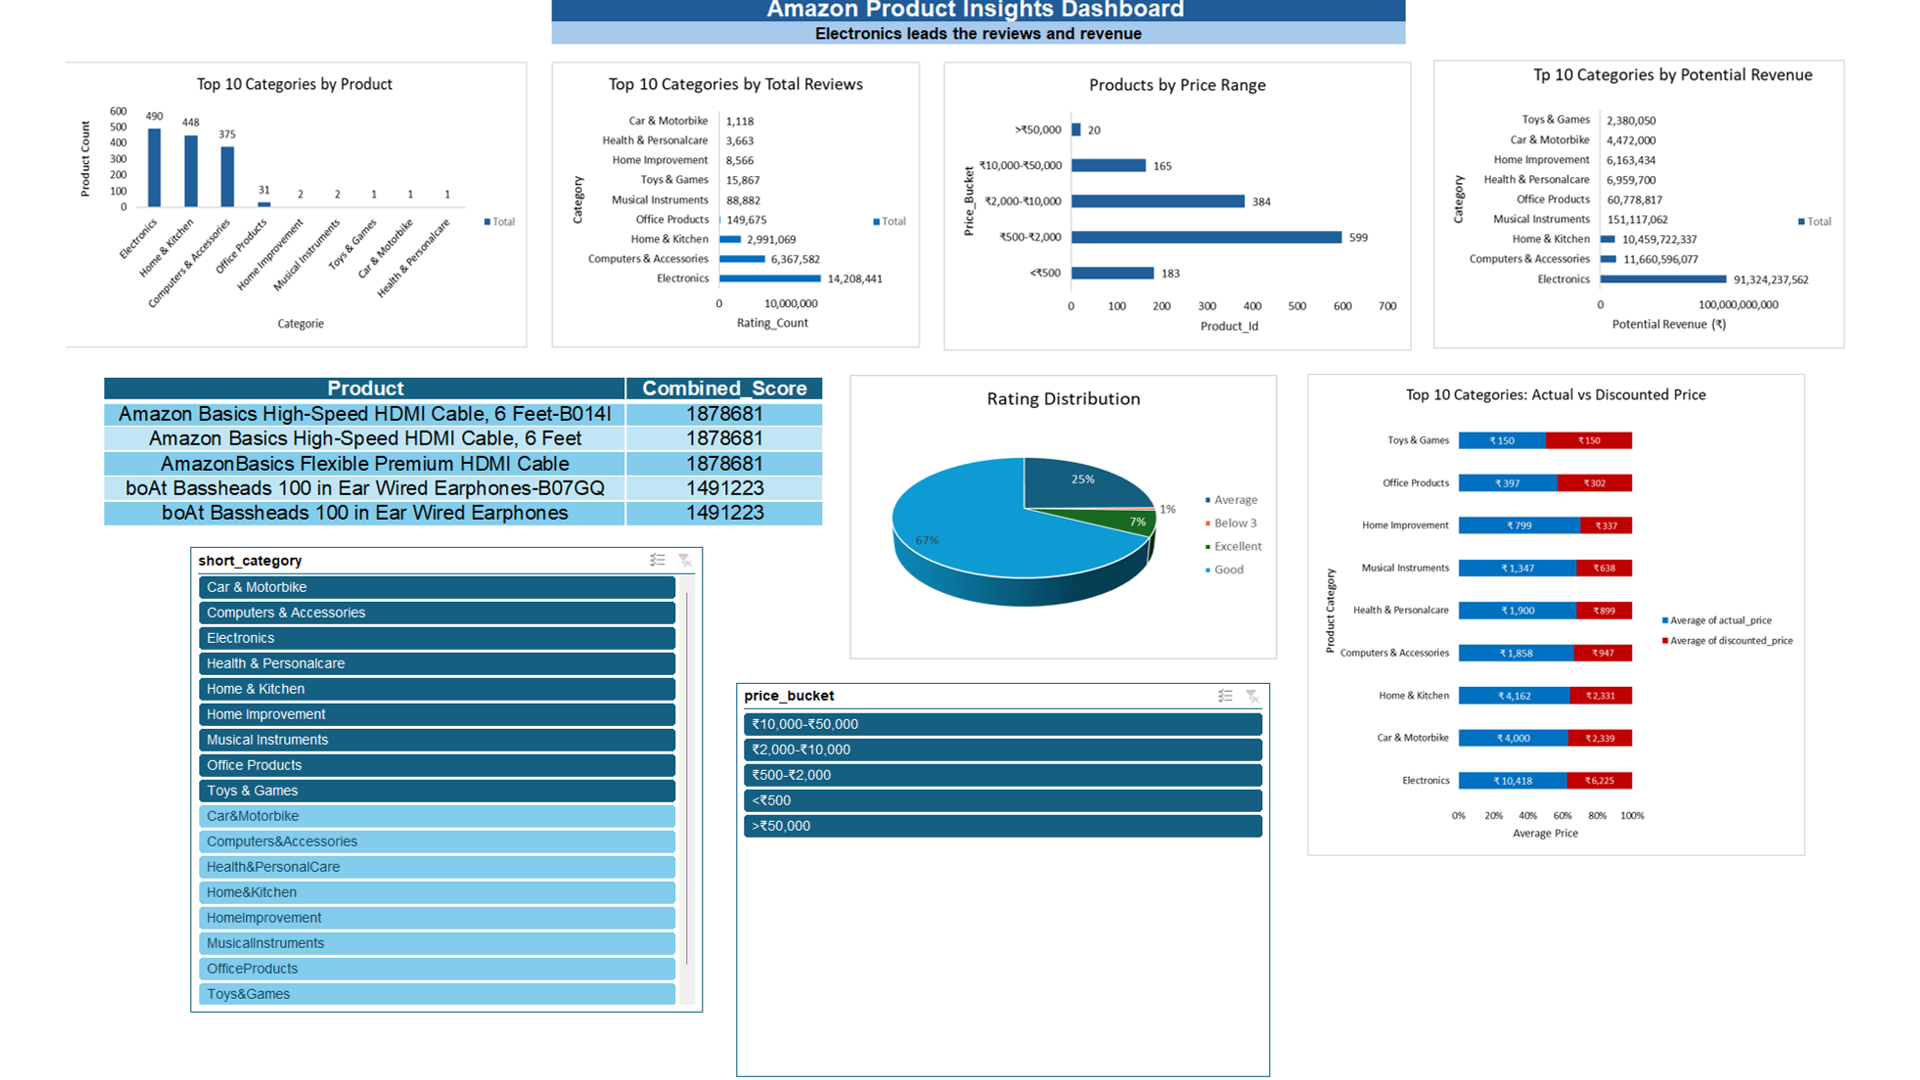 Amazon Product Insights Dashboard
Electronics leads the reviews and revenue
Top 10 Categories by Product
Product Count
600
500
400
300
200
100
0
490
448
375
31
2
2
1
1
1
Electronics
Home & Kitchen
Computers & Accessories
Office Products
Home Improvement
Musical Instruments
Toys & Games
Car & Motorbike
Health & Personalcare
Total
Categorie
Top 10 Categories by Total Reviews
Category
Car & Motorbike 1,118
Health & Personalcare 3,663
Home Improvement 8,566
Toys & Games 15,867
Musical Instruments 88,882
Office Products 149,675
Home & Kitchen 2,991,069
Computers & Accessories 6,367,582
Electronics 14,208,441
0 10,000,000
Rating_Count
Total
Products by Price Range
Price_Bucket
>₹50,000 20
₹10,000-₹50,000 165
₹2,000-₹10,000 384
₹500-₹2,000 599
<₹500 183
0 100 200 300 400 500 600 700
Product_Id
Tp 10 Categories by Potential Revenue
Category
Toys & Games 2,380,050
Car & Motorbike 4,472,000
Home Improvement 6,163,434
Health & Personalcare 6,959,700
Office Products 60,778,817
Musical Instruments 151,117,062
Home & Kitchen 10,459,722,337
Computers & Accessories 11,660,596,077
Electronics 91,324,237,562
0 100,000,000,000
Potential Revenue (₹)
Total
Product Combined_Score
Amazon Basics High-Speed HDMI Cable, 6 Feet-B014I 1878681
Amazon Basics High-Speed HDMI Cable, 6 Feet 1878681
AmazonBasics Flexible Premium HDMI Cable 1878681
boAt Bassheads 100 in Ear Wired Earphones-B07GQ 1491223
boAt Bassheads 100 in Ear Wired Earphones 1491223
Rating Distribution
25%
1%
7%
67%
Average
Below 3
Excellent
Good
Top 10 Categories: Actual vs Discounted Price
Product Category
Toys & Games ₹150 ₹150
Office Products ₹397 ₹302
Home Improvement ₹799 ₹337
Musical Instruments ₹1,347 ₹638
Health & Personalcare ₹1,900 ₹899
Computers & Accessories ₹1,858 ₹947
Home & Kitchen ₹4,162 ₹2,331
Car & Motorbike ₹4,000 ₹2,339
Electronics ₹10,418 ₹6,225
0% 20% 40% 60% 80% 100%
Average Price
Average of actual_price
Average of discounted_price
short_category
Car & Motorbike
Computers & Accessories
Electronics
Health & Personalcare
Home & Kitchen
Home Improvement
Musical Instruments
Office Products
Toys & Games
Car&Motorbike
Computers&Accessories
Health&PersonalCare
Home&Kitchen
HomeImprovement
MusicalInstruments
OfficeProducts
Toys&Games
price_bucket
₹10,000-₹50,000
₹2,000-₹10,000
₹500-₹2,000
<₹500
>₹50,000